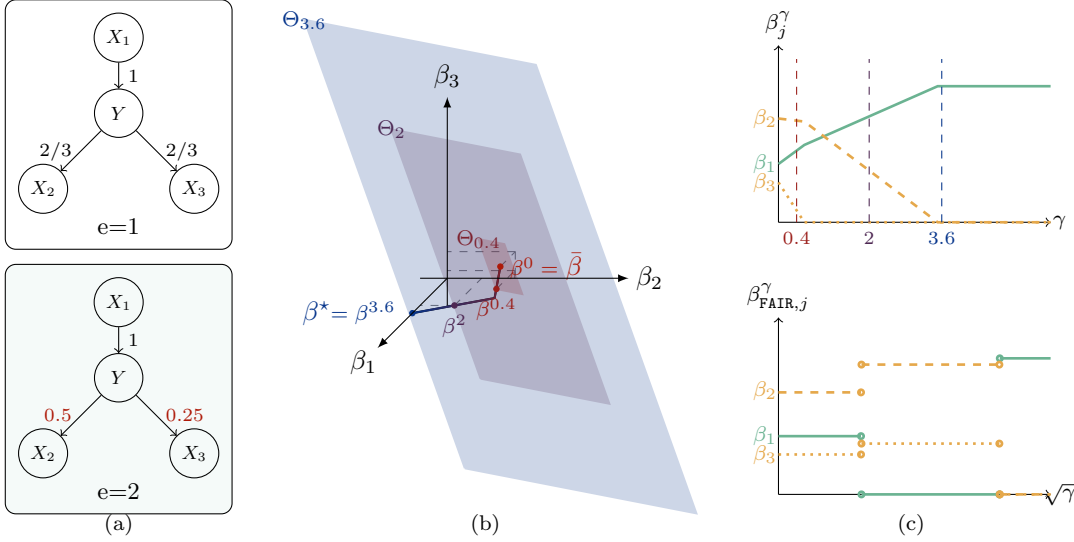 X₁
1
Y
2/3
2/3
X₂
X₃
e=1
X₁
1
Y
0.5
0.25
X₂
X₃
e=2
(a)
Θ₃.₆
β₃
Θ₂
Θ₀.₄
β⁰ = β̄
β₂
β⋆ = β³·⁶
β²
β⁰·⁴
β₁
(b)
β_j^γ
β₂
β₁
β₃
0.4
2
3.6
γ
β_{FAIR,j}^γ
β₂
β₁
β₃
√γ
(c)